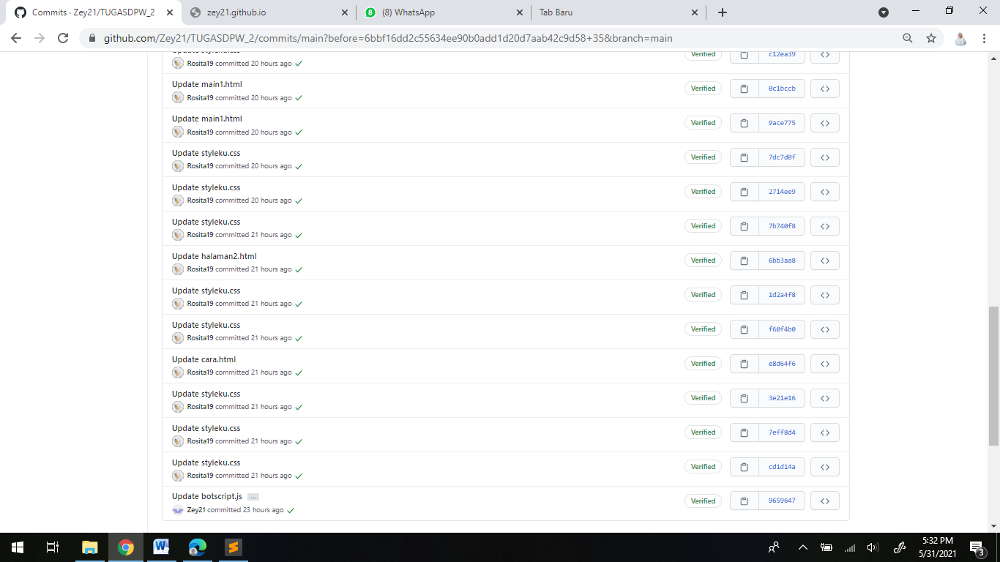 Commits · Zey21/TUGASDPW_2
zey21.github.io
(8) WhatsApp
Tab Baru
github.com/Zey21/TUGASDPW_2/commits/main?before=6bbf16dd2c55634ee90b0add1d20d7aab42c9d58+35&branch=main
Update styleku.css
Rosita19 committed 20 hours ago
Verified
c12ea39
Update main1.html
Rosita19 committed 20 hours ago
Verified
0c1bccb
Update main1.html
Rosita19 committed 20 hours ago
Verified
9ace775
Update styleku.css
Rosita19 committed 20 hours ago
Verified
7dc7d0f
Update styleku.css
Rosita19 committed 20 hours ago
Verified
2714ee9
Update styleku.css
Rosita19 committed 21 hours ago
Verified
7b740f8
Update halaman2.html
Rosita19 committed 21 hours ago
Verified
6bb3aa8
Update styleku.css
Rosita19 committed 21 hours ago
Verified
1d2a4f8
Update styleku.css
Rosita19 committed 21 hours ago
Verified
f60f4b0
Update cara.html
Rosita19 committed 21 hours ago
Verified
e8d64f6
Update styleku.css
Rosita19 committed 21 hours ago
Verified
3e21e16
Update styleku.css
Rosita19 committed 21 hours ago
Verified
7eff8d4
Update styleku.css
Rosita19 committed 21 hours ago
Verified
cd1d14a
Update botscript.js ...
Zey21 committed 23 hours ago
Verified
9659647
5:32 PM
5/31/2021
3